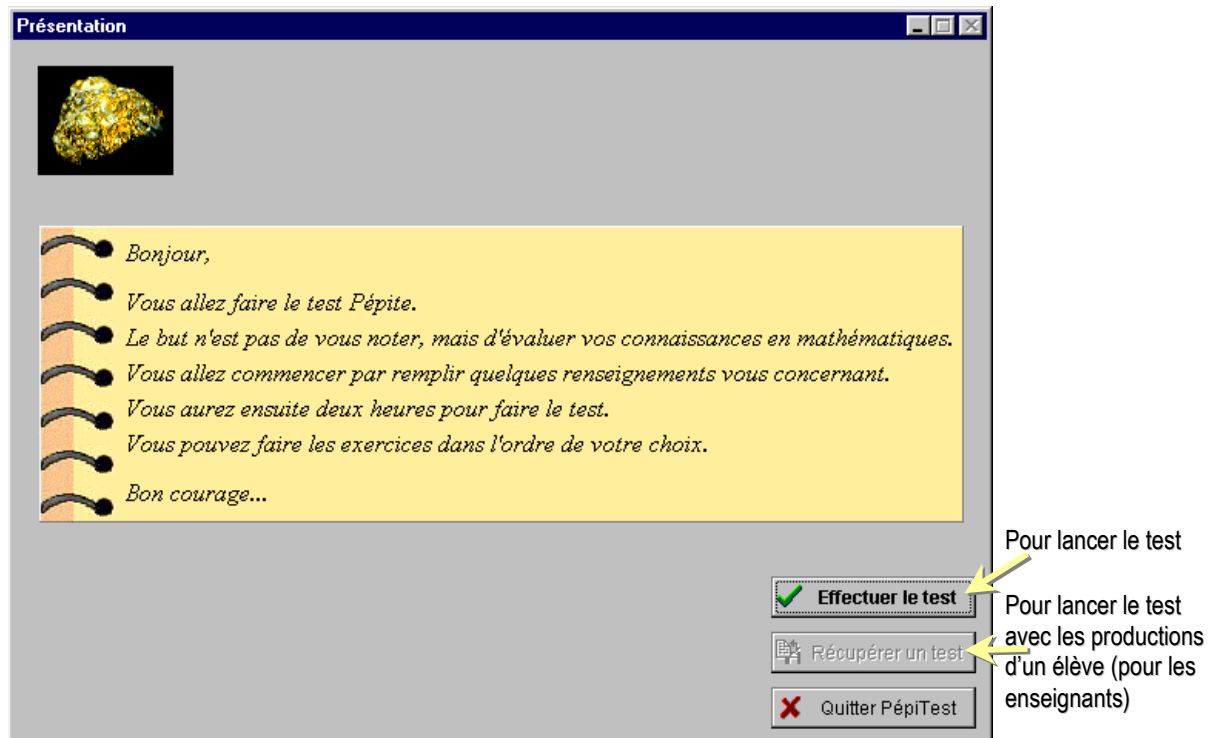 Présentation
Bonjour,
Vous allez faire le test Pépite.
Le but n'est pas de vous noter, mais d'évaluer vos connaissances en mathématiques.
Vous allez commencer par remplir quelques renseignements vous concernant.
Vous aurez ensuite deux heures pour faire le test.
Vous pouvez faire les exercices dans l'ordre de votre choix.
Bon courage...
Effectuer le test
Récupérer un test
Quitter PépiTest
Pour lancer le test
Pour lancer le test
avec les productions
d'un élève (pour les
enseignants)